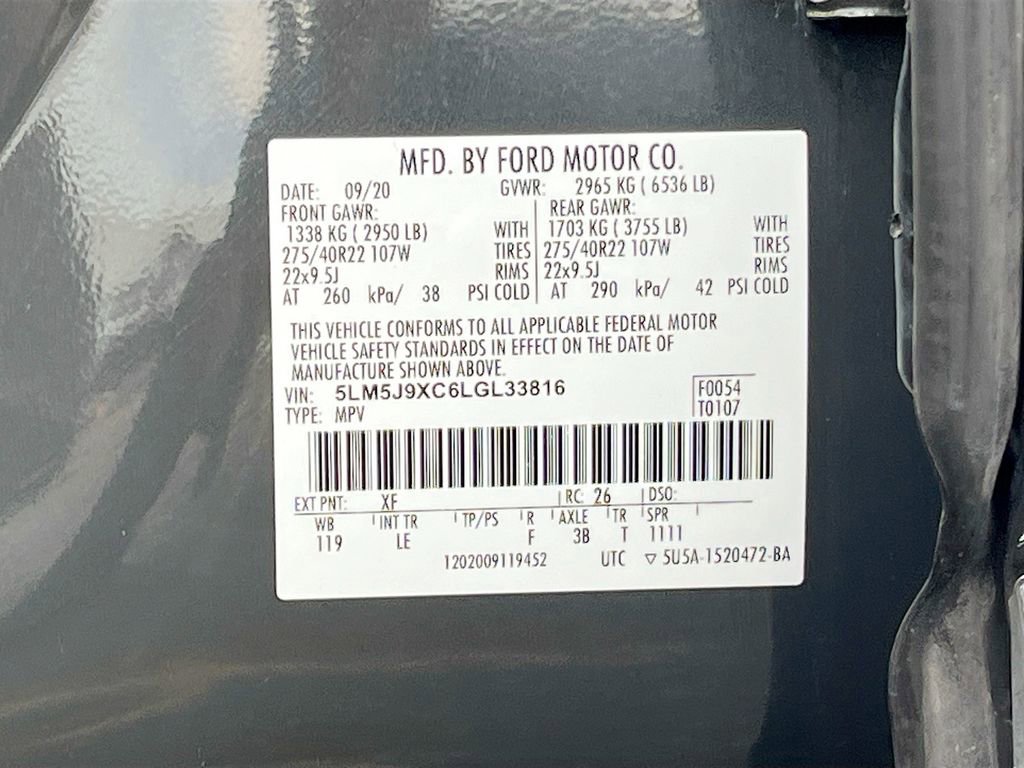 MFD. BY FORD MOTOR CO.
DATE: 09/20 GVWR: 2965 KG ( 6536 LB)
FRONT GAWR: REAR GAWR:
1338 KG ( 2950 LB) WITH 1703 KG ( 3755 LB) WITH
275/40R22 107W TIRES 275/40R22 107W TIRES
22x9.5J RIMS 22x9.5J RIMS
AT 260 kPa/ 38 PSI COLD AT 290 kPa/ 42 PSI COLD
THIS VEHICLE CONFORMS TO ALL APPLICABLE FEDERAL MOTOR
VEHICLE SAFETY STANDARDS IN EFFECT ON THE DATE OF
MANUFACTURE SHOWN ABOVE.
VIN: 5LM5J9XC6LGL33816 F0054
TYPE: MPV T0107
EXT PNT: XF RC: 26 DSO:
WB INT TR TP/PS R AXLE TR SPR
119 LE F 3B T 1111
1202009119452 UTC ▽ 5U5A-1520472-BA